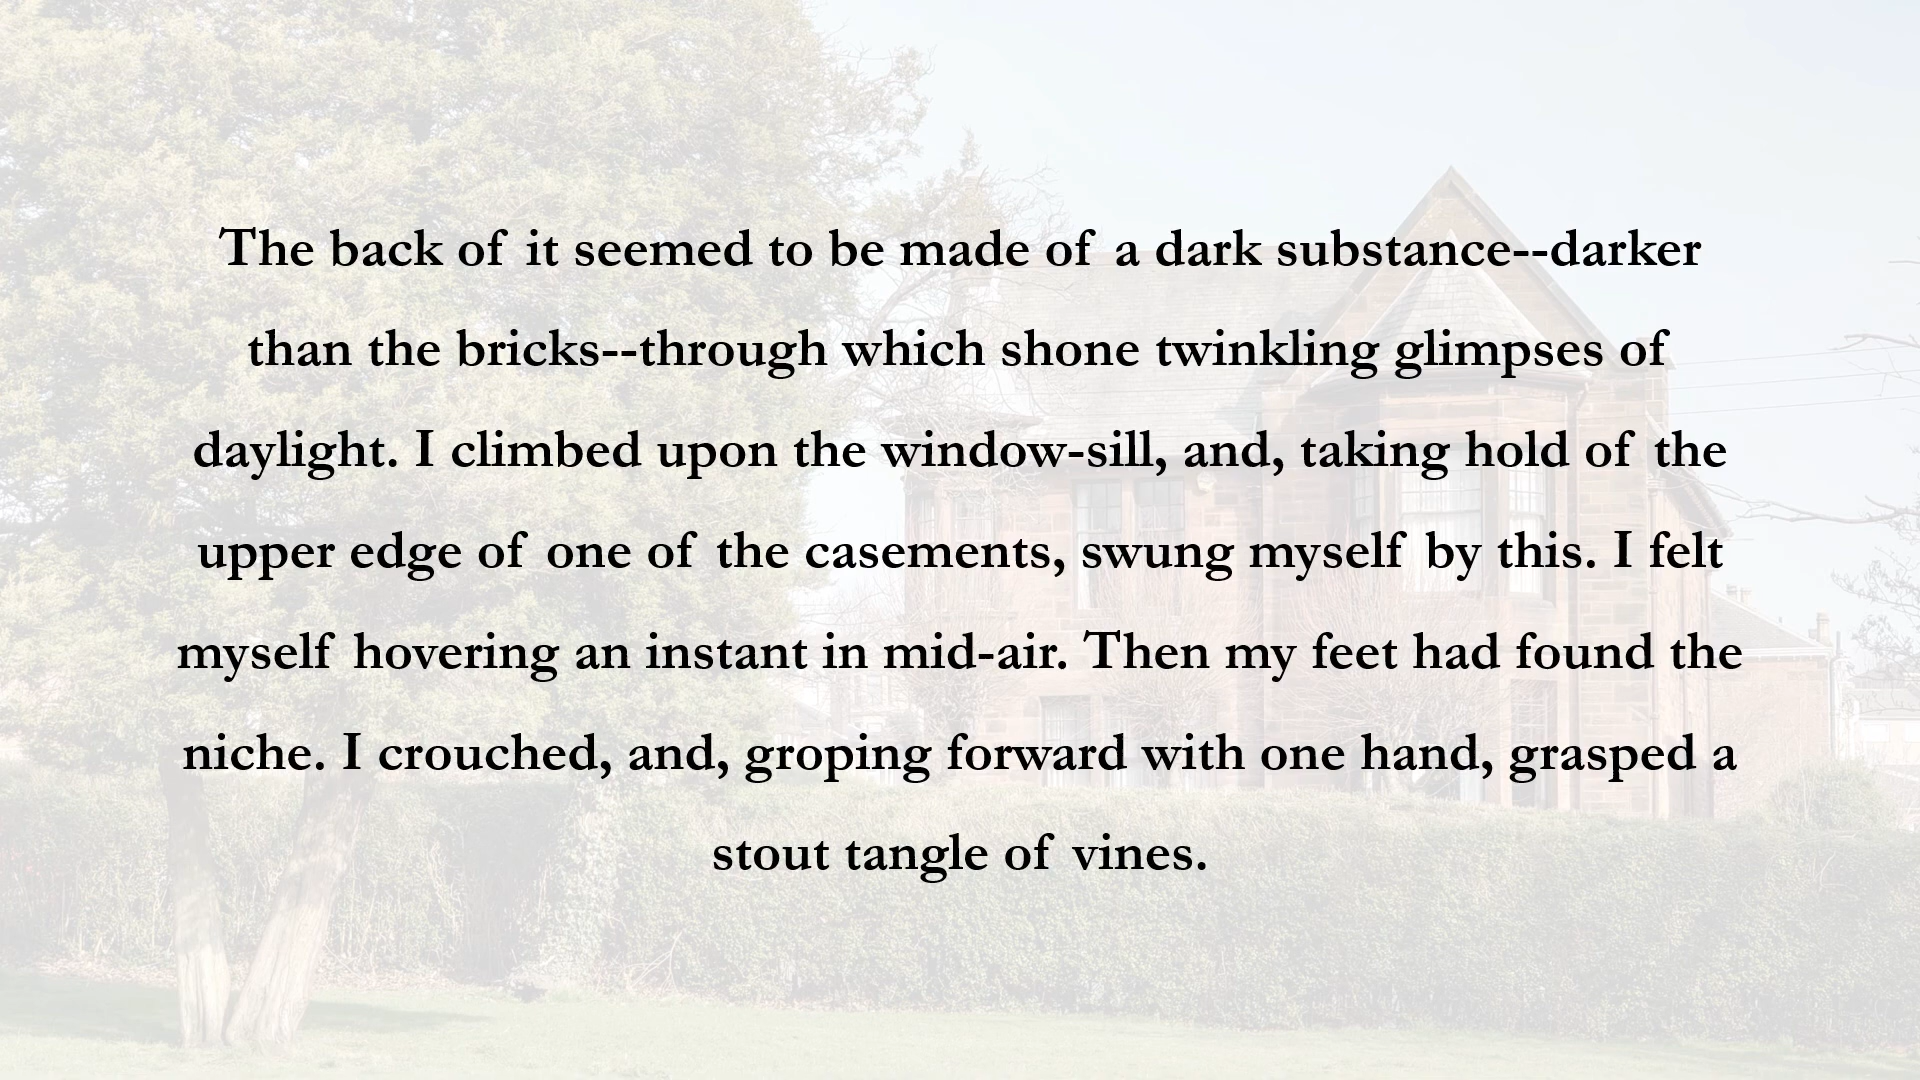 The back of it seemed to be made of a dark substance--darker
than the bricks--through which shone twinkling glimpses of
daylight. I climbed upon the window-sill, and, taking hold of the
upper edge of one of the casements, swung myself by this. I felt
myself hovering an instant in mid-air. Then my feet had found the
niche. I crouched, and, groping forward with one hand, grasped a
stout tangle of vines.